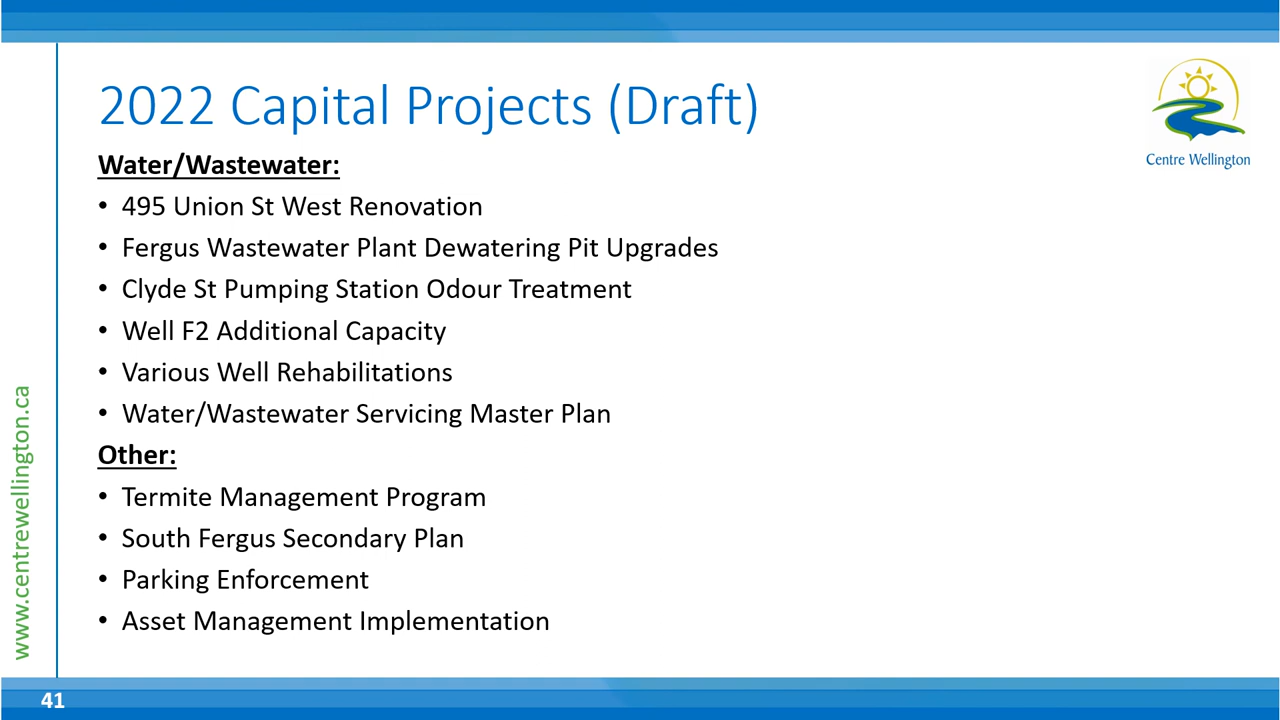 2022 Capital Projects (Draft)
Centre Wellington
Water/Wastewater:
• 495 Union St West Renovation
• Fergus Wastewater Plant Dewatering Pit Upgrades
• Clyde St Pumping Station Odour Treatment
• Well F2 Additional Capacity
• Various Well Rehabilitations
• Water/Wastewater Servicing Master Plan
Other:
• Termite Management Program
• South Fergus Secondary Plan
• Parking Enforcement
• Asset Management Implementation
www.centrewellington.ca
41